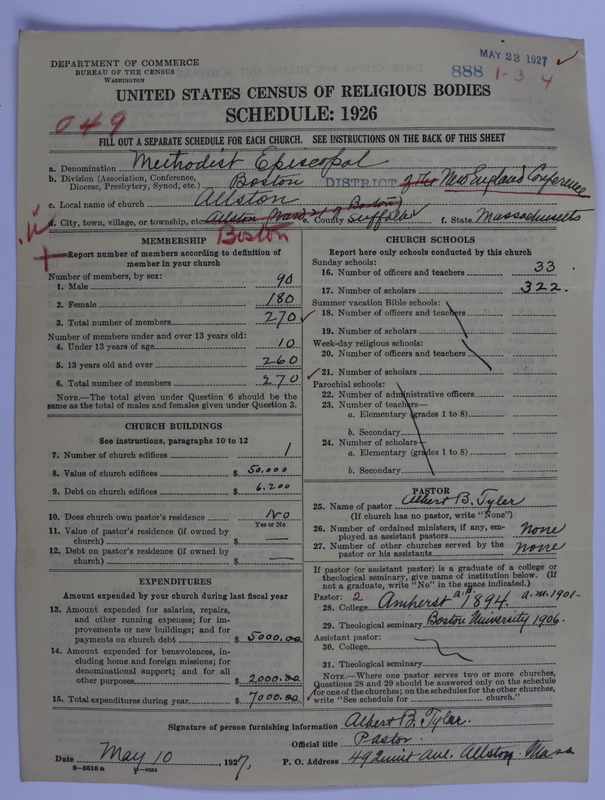 MAY 23 1927 ✓
DEPARTMENT OF COMMERCE
BUREAU OF THE CENSUS
WASHINGTON
888 1-3-4
UNITED STATES CENSUS OF RELIGIOUS BODIES
SCHEDULE: 1926
049
FILL OUT A SEPARATE SCHEDULE FOR EACH CHURCH. SEE INSTRUCTIONS ON THE BACK OF THIS SHEET
a. Denomination Methodist Episcopal
b. Division (Association, Conference, Diocese, Presbytery, Synod, etc.) Boston DISTRICT of the New England Conference
c. Local name of church Allston
d. City, town, village, or township, etc. Allston (Ward 21 of Boston) e. County Suffolk ✓ f. State Massachusetts
Boston
MEMBERSHIP
Report number of members according to definition of
member in your church
Number of members, by sex:
1. Male 90
2. Female 180
3. Total number of members 270 ✓
Number of members under and over 13 years old:
4. Under 13 years of age 10
5. 13 years old and over 260
6. Total number of members 270 ✓
NOTE.—The total given under Question 6 should be
same as the total of males and females given under Question 3.
CHURCH BUILDINGS
See instructions, paragraphs 10 to 12
7. Number of church edifices 1
8. Value of church edifices $ 50,000
9. Debt on church edifices $ 6,200
10. Does church own pastor's residence No
Yes or No
11. Value of pastor's residence (if owned by
church) $ —
12. Debt on pastor's residence (if owned by
church) $ —
EXPENDITURES
Amount expended by your church during last fiscal year
13. Amount expended for salaries, repairs,
and other running expenses; for im-
provements or new buildings; and for
payments on church debt $ 5000.00
14. Amount expended for benevolences, in-
cluding home and foreign missions; for
denominational support; and for all
other purposes $ 2000.00
15. Total expenditures during year $ 7000.00
CHURCH SCHOOLS
Report here only schools conducted by this church
Sunday schools:
16. Number of officers and teachers 33
17. Number of scholars 322.
Summer vacation Bible schools:
18. Number of officers and teachers
19. Number of scholars
Week-day religious schools:
20. Number of officers and teachers
21. Number of scholars
Parochial schools:
22. Number of administrative officers
23. Number of teachers—
a. Elementary (grades 1 to 8)
b. Secondary
24. Number of scholars—
a. Elementary (grades 1 to 8)
b. Secondary
PASTOR
25. Name of pastor Albert B. Tyler
(If church has no pastor, write "None")
26. Number of ordained ministers, if any, em-
ployed as assistant pastors none
27. Number of other churches served by the
pastor or his assistants none
If pastor (or assistant pastor) is a graduate of a college or
theological seminary, give name of institution below. (If
not a graduate, write "No" in the space indicated.)
Pastor: 2
28. College Amherst a.B. 1894. a.m. 1901-
29. Theological seminary Boston University 1906.
Assistant pastor:
30. College
31. Theological seminary
NOTE.—Where one pastor serves two or more churches,
Questions 28 and 29 should be answered only on the schedule
for one of the churches; on the schedules for the other churches,
write "See schedule for church."
Signature of person furnishing information Albert B. Tyler.
Official title Pastor.
Date May 10, 1927, P. O. Address 49 Quint Ave. Allston. Mass